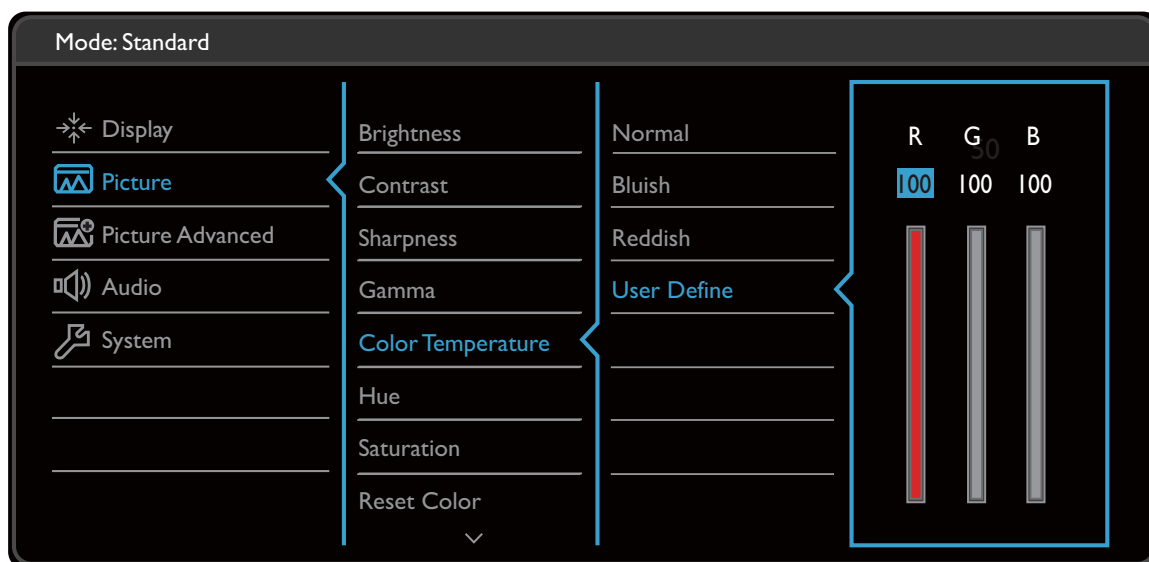 Mode: Standard
Display
Picture
Picture Advanced
Audio
System
Brightness
Contrast
Sharpness
Gamma
Color Temperature
Hue
Saturation
Reset Color
Normal
Bluish
Reddish
User Define
R G B
50
100 100 100